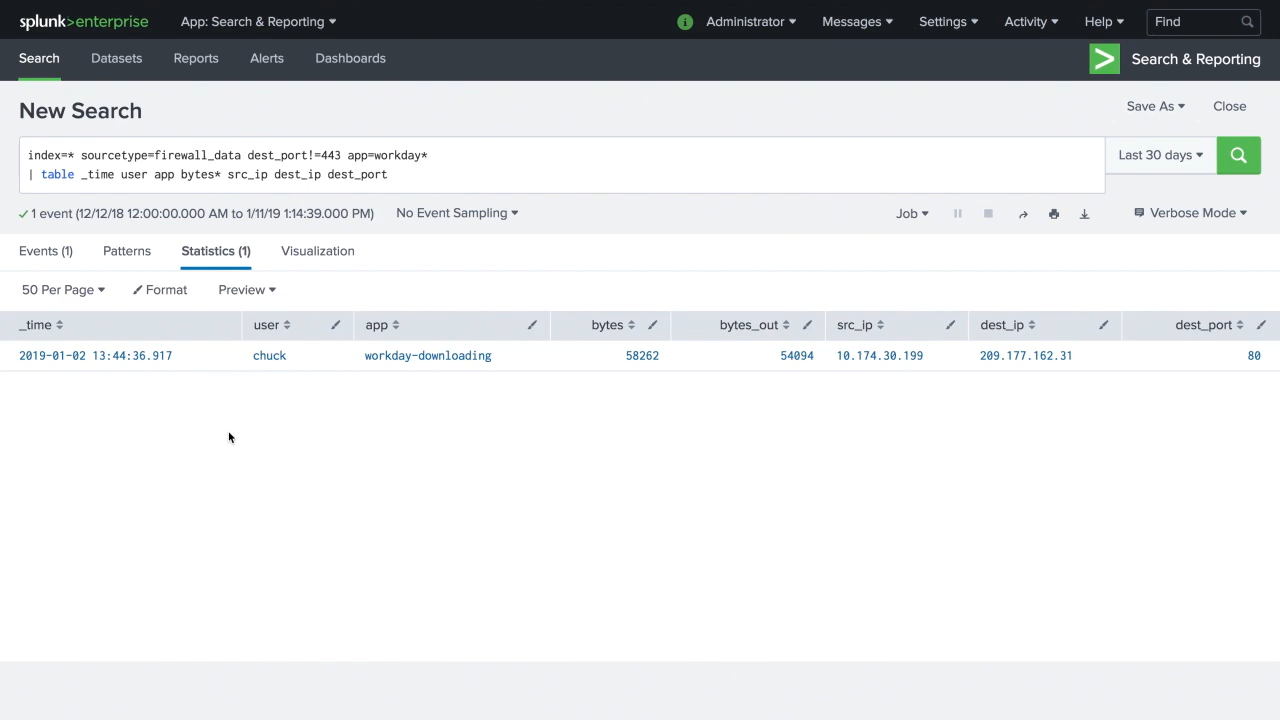 splunk>enterprise App: Search & Reporting Administrator Messages Settings Activity Help Find
Search Datasets Reports Alerts Dashboards Search & Reporting
New Search Save As Close
index=* sourcetype=firewall_data dest_port!=443 app=workday*
| table _time user app bytes* src_ip dest_ip dest_port
Last 30 days
1 event (12/12/18 12:00:00.000 AM to 1/11/19 1:14:39.000 PM) No Event Sampling Job Verbose Mode
Events (1) Patterns Statistics (1) Visualization
50 Per Page Format Preview
_time user app bytes bytes_out src_ip dest_ip dest_port
2019-01-02 13:44:36.917 chuck workday-downloading 58262 54094 10.174.30.199 209.177.162.31 80